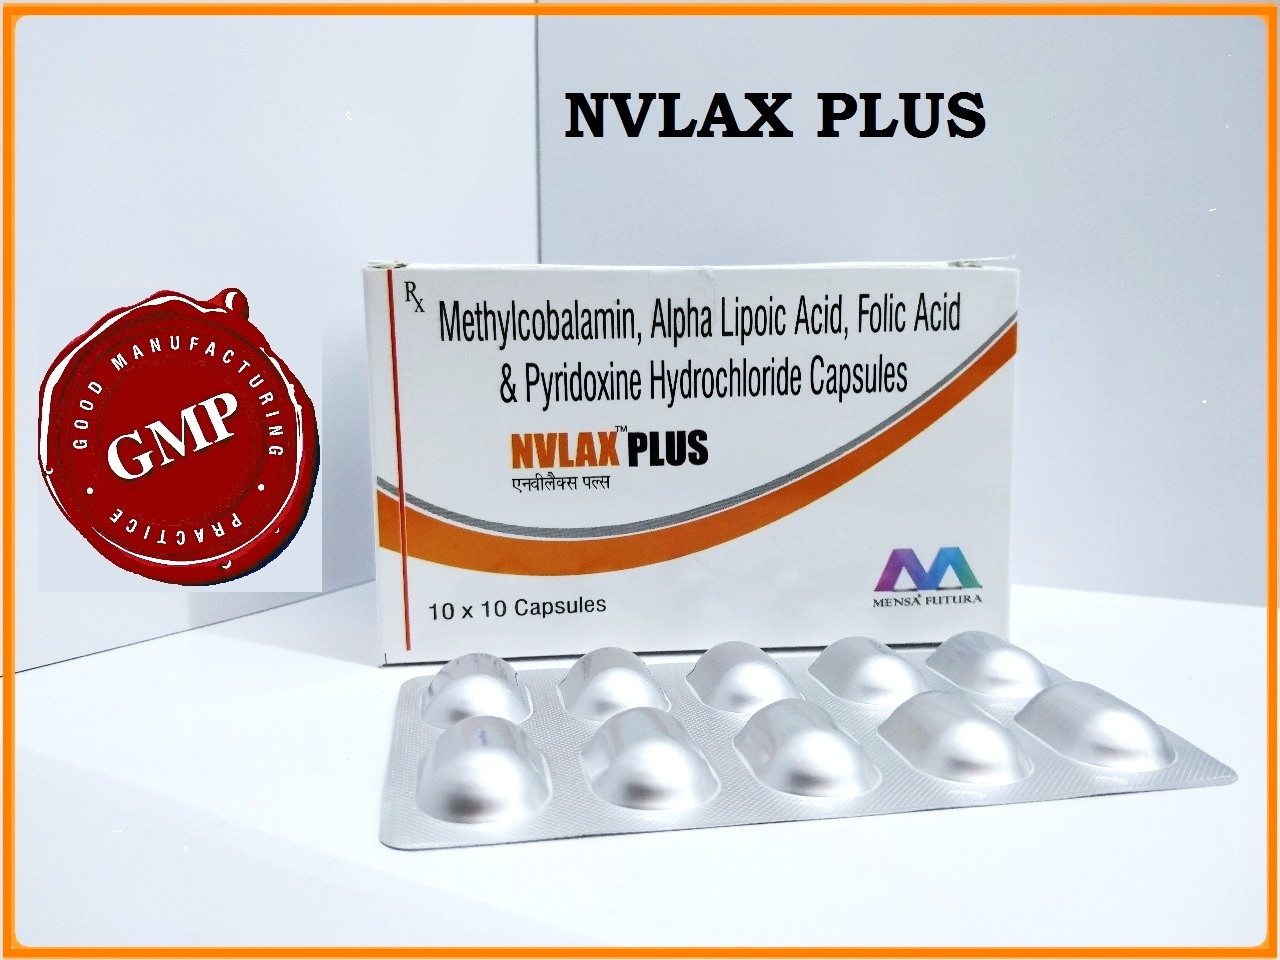 NVLAX PLUS
Rx Methylcobalamin, Alpha Lipoic Acid, Folic Acid
& Pyridoxine Hydrochloride Capsules
NVLAX™ PLUS
एनवीलैक्स पल्स
10 x 10 Capsules
MENSA FUTURA
GOOD MANUFACTURING
GMP
PRACTICE